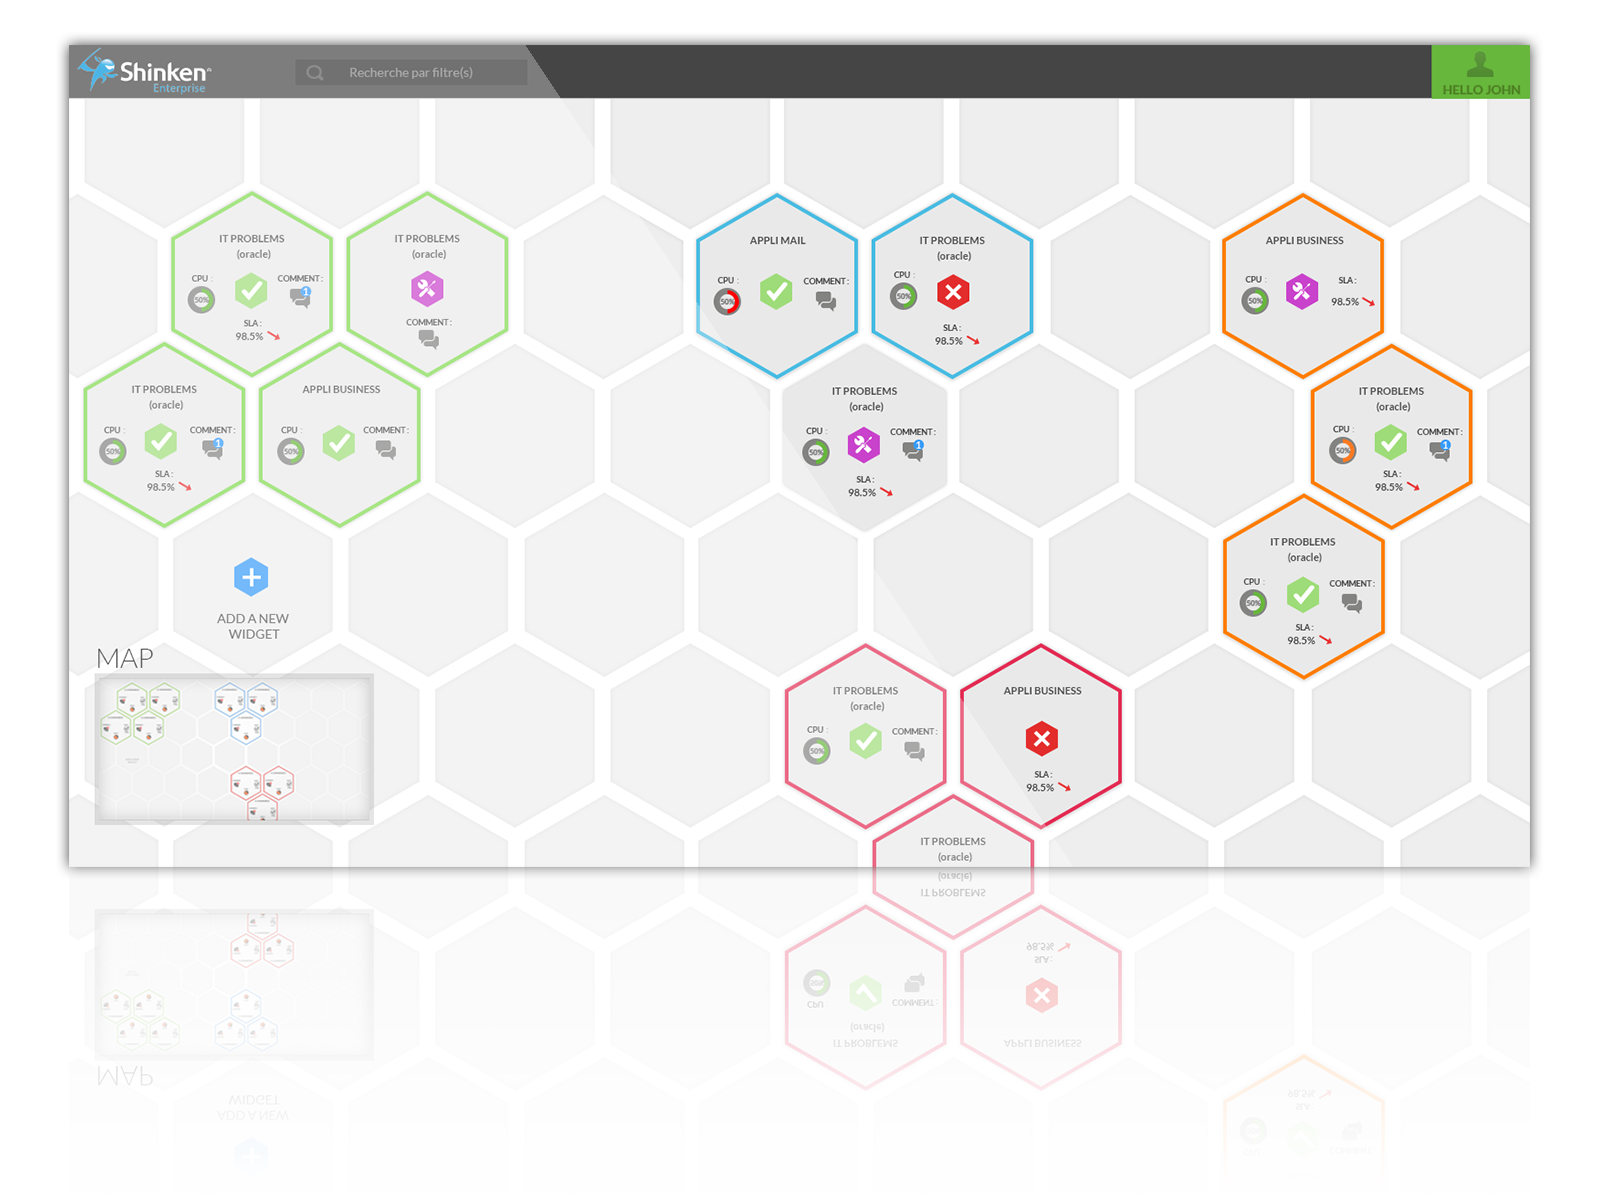 Shinken
Enterprise
Recherche par filtre(s)
HELLO JOHN
IT PROBLEMS
(oracle)
CPU :
50%
COMMENT :
1
SLA :
98.5%
IT PROBLEMS
(oracle)
COMMENT :
APPLI MAIL
CPU :
50%
COMMENT :
IT PROBLEMS
(oracle)
CPU :
50%
SLA :
98.5%
APPLI BUSINESS
CPU :
50%
SLA :
98.5%
IT PROBLEMS
(oracle)
CPU :
50%
COMMENT :
1
SLA :
98.5%
APPLI BUSINESS
CPU :
50%
COMMENT :
IT PROBLEMS
(oracle)
CPU :
50%
COMMENT :
1
SLA :
98.5%
IT PROBLEMS
(oracle)
CPU :
50%
COMMENT :
1
SLA :
98.5%
ADD A NEW
WIDGET
IT PROBLEMS
(oracle)
CPU :
50%
COMMENT :
SLA :
98.5%
MAP
IT PROBLEMS
(oracle)
CPU :
50%
COMMENT :
APPLI BUSINESS
SLA :
98.5%
IT PROBLEMS
(oracle)